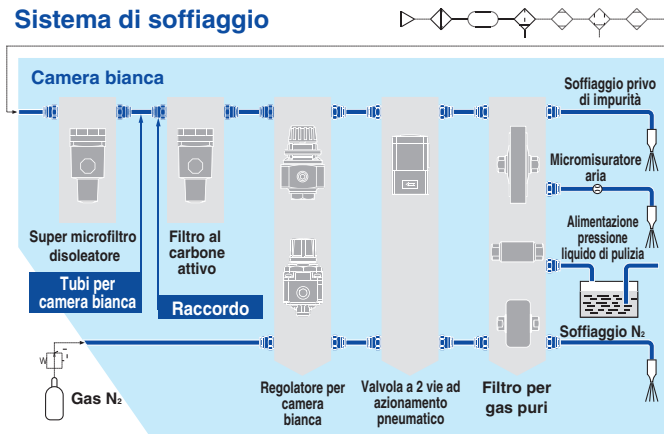 Sistema di soffiaggio
Camera bianca
Soffiaggio privo
di impurità
Micromisuratore
aria
Super microfiltro
disoleatore
Filtro al
carbone
attivo
Alimentazione
pressione
liquido di pulizia
Tubi per
camera bianca
Raccordo
Soffiaggio N₂
W
Gas N₂
Regolatore per
camera
bianca
Valvola a 2 vie ad
azionamento
pneumatico
Filtro per
gas puri